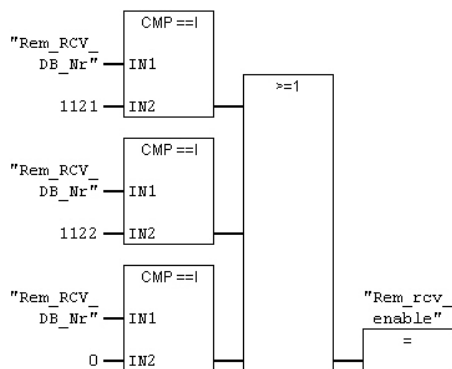 CMP ==I
"Rem_RCV_
DB_Nr"
IN1
1121
IN2
>=1
CMP ==I
"Rem_RCV_
DB_Nr"
IN1
1122
IN2
CMP ==I
"Rem_RCV_
DB_Nr"
IN1
0
IN2
"Rem_rcv_
enable"
=